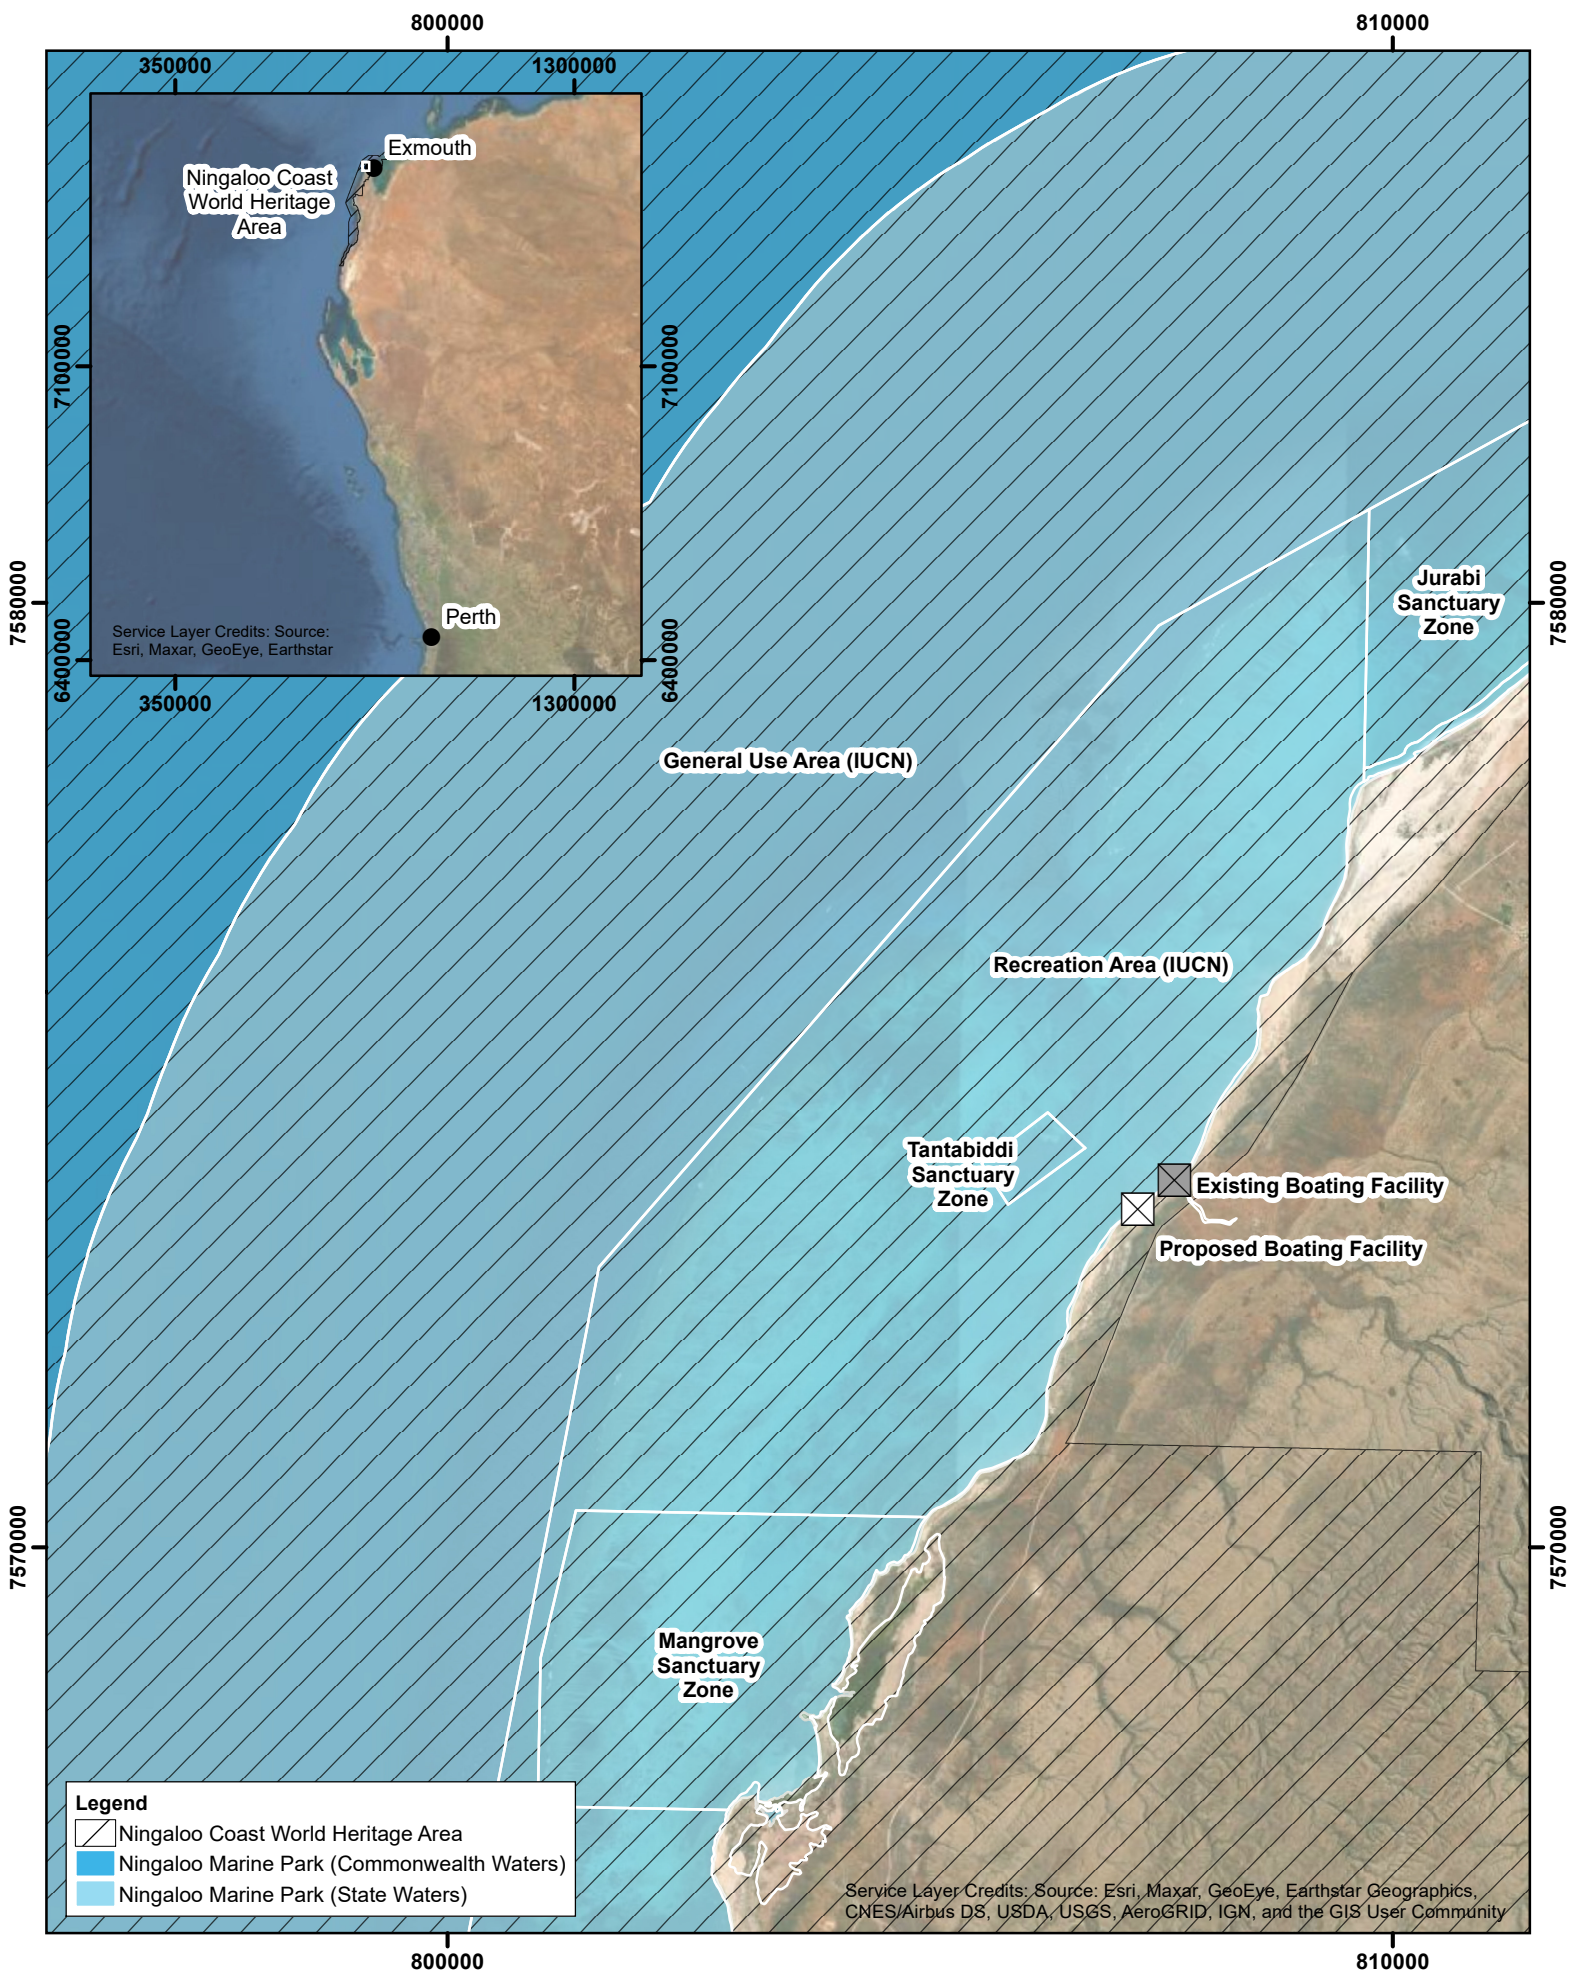 800000
810000
350000
1300000
Exmouth
Ningaloo Coast
World Heritage
Area
7100000
7100000
Perth
Service Layer Credits: Source:
Esri, Maxar, GeoEye, Earthstar
6400000
6400000
350000
1300000
7580000
7580000
Jurabi
Sanctuary
Zone
General Use Area (IUCN)
Recreation Area (IUCN)
Tantabiddi
Sanctuary
Zone
Existing Boating Facility
Proposed Boating Facility
7570000
7570000
Mangrove
Sanctuary
Zone
Legend
Ningaloo Coast World Heritage Area
Ningaloo Marine Park (Commonwealth Waters)
Ningaloo Marine Park (State Waters)
Service Layer Credits: Source: Esri, Maxar, GeoEye, Earthstar Geographics,
CNES/Airbus DS, USDA, USGS, AeroGRID, IGN, and the GIS User Community
800000
810000